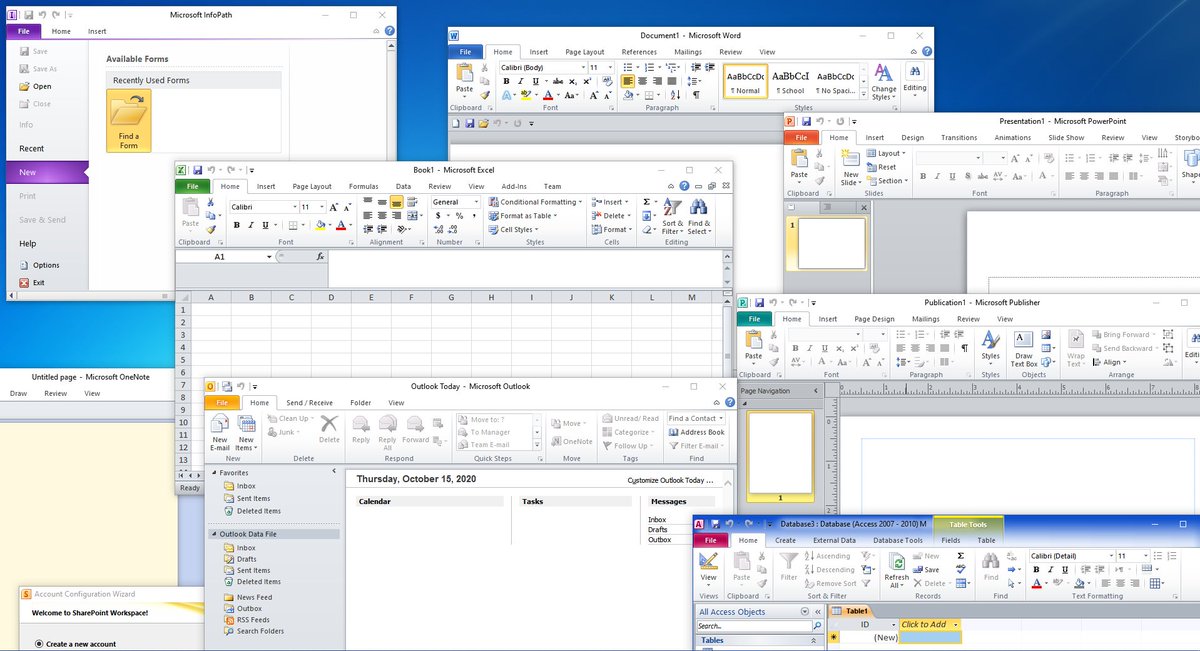 Microsoft InfoPath
File Home Insert
Save
Save As
Open
Close
Info
Recent
New
Print
Save & Send
Help
Options
Exit
Available Forms
Recently Used Forms
Find a
Form
Document1 - Microsoft Word
File Home Insert Page Layout References Mailings Review View
Paste
Calibri (Body) 11
AaBbCcDc AaBbCcI AaBbCcDc
¶ Normal ¶ School ¶ No Spaci...
Change
Styles
Editing
Clipboard Font Paragraph Styles
Presentation1 - Microsoft PowerPoint
File Home Insert Design Transitions Animations Slide Show Review View Storybo
Paste
New
Slide
Layout
Reset
Section
Shape
Clipboard Slides Font Paragraph
1
Book1 - Microsoft Excel
File Home Insert Page Layout Formulas Data Review View Add-Ins Team
Paste
Calibri 11
General
Conditional Formatting
Format as Table
Cell Styles
Insert
Delete
Format
Sort &
Filter
Find &
Select
Clipboard Font Alignment Number Styles Cells Editing
A1 fx
A B C D E F G H I J K L M
1
2
3
4
5
6
7
8
9
10
11
12
13
Ready
Publication1 - Microsoft Publisher
File Home Insert Page Design Mailings Review View
Paste
Styles
Draw
Text Box
Wrap
Text
Bring Forward
Send Backward
Align
Editi
Clipboard Font Paragraph Styles Objects Arrange
Page Navigation
0 1 2 3 4 5 6 7 8
0
1
2
1
Untitled page - Microsoft OneNote
Draw Review View
Outlook Today - Microsoft Outlook
File Home Send / Receive Folder View
New
E-mail
New
Items
Clean Up
Junk
Delete
Reply
Reply
All
Forward
Move to: ?
To Manager
Team E-mail
Move
OneNote
Unread/ Read
Categorize
Follow Up
Find a Contact
Address Book
Filter E-mail
New Delete Respond Quick Steps Move Tags Find
Favorites
Inbox
Sent Items
Deleted Items
Outlook Data File
Inbox
Drafts
Sent Items
Deleted Items
News Feed
Outbox
RSS Feeds
Search Folders
Thursday, October 15, 2020
Customize Outlook Today ...
Calendar Tasks Messages
Inbox
Drafts
Outbox
Account Configuration Wizard
Welcome to SharePoint Workspace!
Create a new account
Database3 : Database (Access 2007 - 2010) M
Table Tools
File Home Create External Data Database Tools Fields Table
View
Paste
Filter
Ascending
Descending
Remove Sort
Refresh
All
New
Save
Delete
Find
Calibri (Detail) 11
Views Clipboard Sort & Filter Records Find Text Formatting
All Access Objects
Search...
Tables
Table1
ID Click to Add
(New)